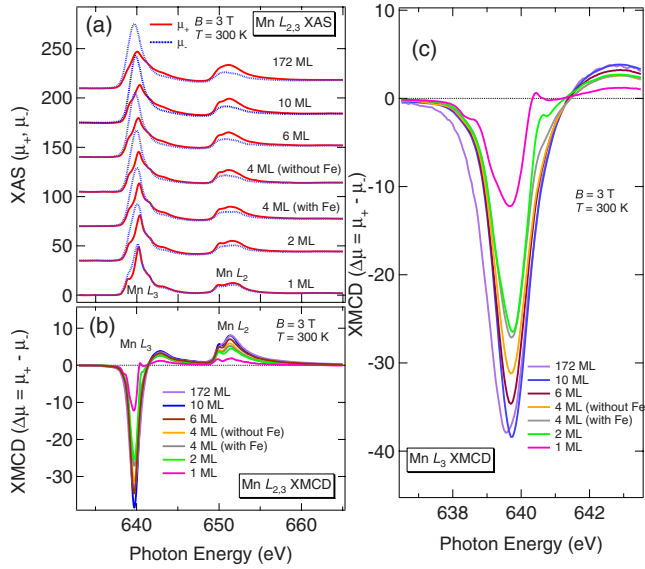 (a)
μ+
μ-
B = 3 T
T = 300 K
Mn L2,3 XAS
XAS (μ+, μ-)
250
200
150
100
50
0
172 ML
10 ML
6 ML
4 ML (without Fe)
4 ML (with Fe)
2 ML
1 ML
Mn L3
Mn L2
(b)
XMCD (Δμ = μ+ - μ-)
10
0
-10
-20
-30
Mn L3
Mn L2
B = 3 T
T = 300 K
172 ML
10 ML
6 ML
4 ML (without Fe)
4 ML (with Fe)
2 ML
1 ML
Mn L2,3 XMCD
640
650
660
Photon Energy (eV)
(c)
XMCD (Δμ = μ+ - μ-)
0
-10
-20
-30
-40
B = 3 T
T = 300 K
172 ML
10 ML
6 ML
4 ML (without Fe)
4 ML (with Fe)
2 ML
1 ML
Mn L3 XMCD
638
640
642
Photon Energy (eV)